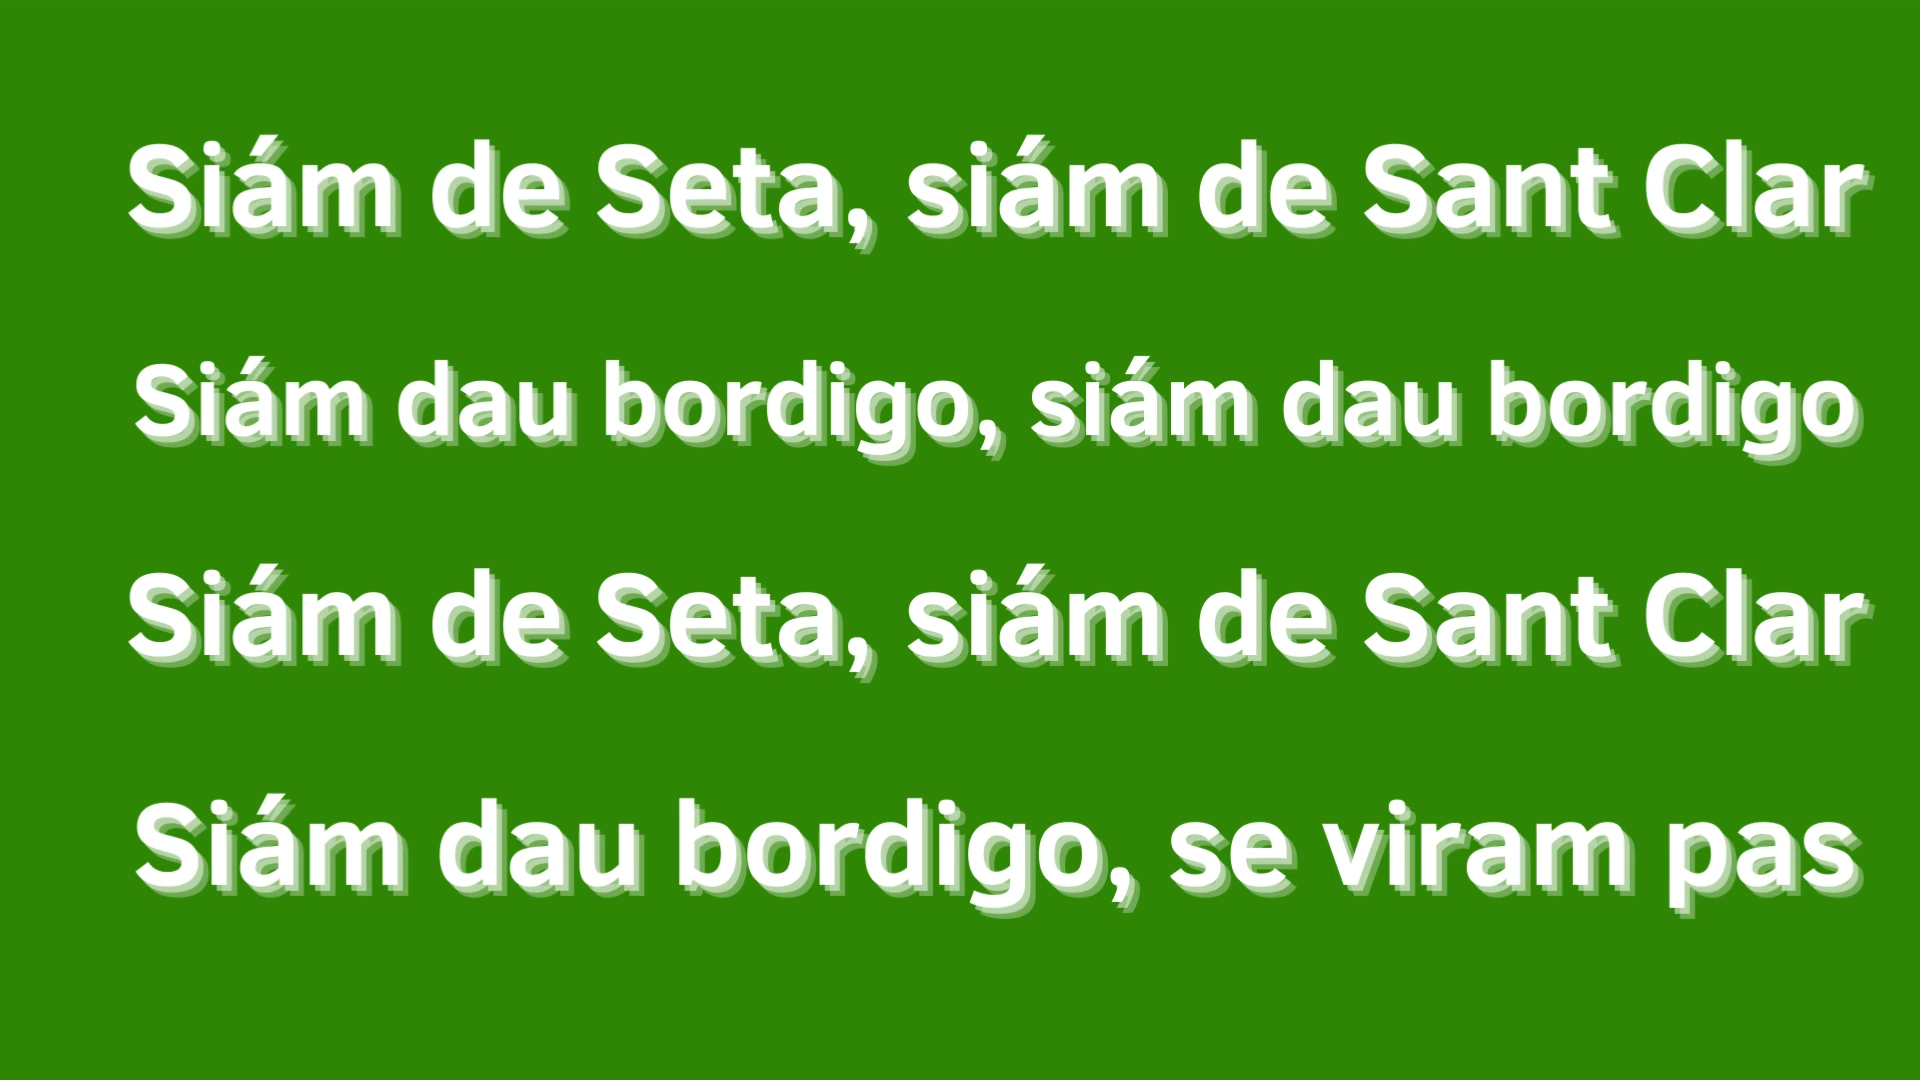 Siám de Seta, siám de Sant Clar
Siám dau bordigo, siám dau bordigo
Siám de Seta, siám de Sant Clar
Siám dau bordigo, se viram pas